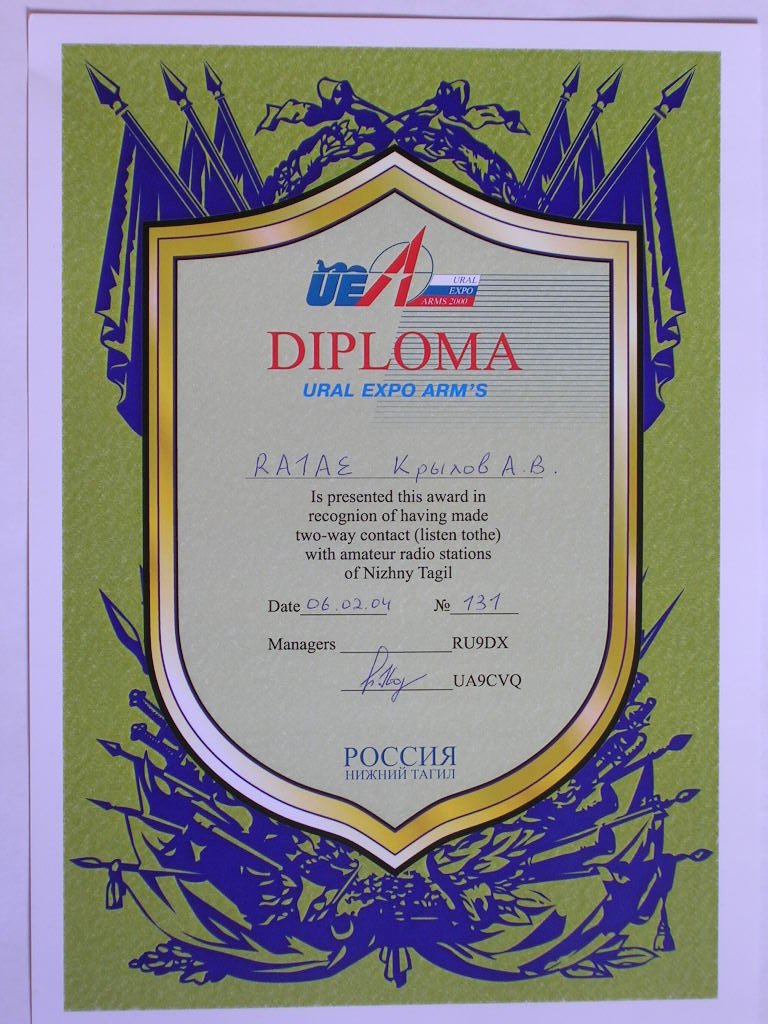 UEA URAL
EXPO
ARMS 2000
DIPLOMA
URAL EXPO ARM'S
RA1AE Крылов А.В.
Is presented this award in
recognion of having made
two-way contact (listen tothe)
with amateur radio stations
of Nizhny Tagil
Date 06.02.04 № 131
Managers RU9DX
UA9CVQ
РОССИЯ
НИЖНИЙ ТАГИЛ